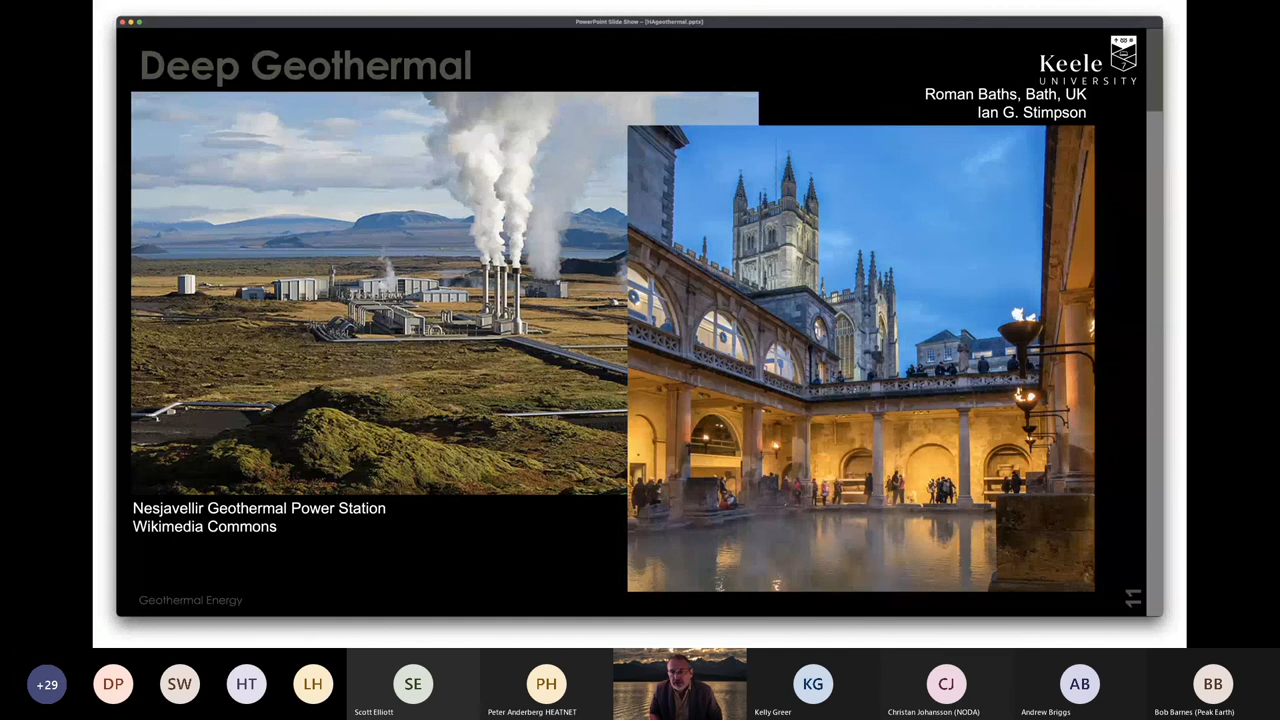 PowerPoint Slide Show – [HAgeothermal.pptx]
Deep Geothermal
Keele
UNIVERSITY
Roman Baths, Bath, UK
Ian G. Stimpson
Nesjavellir Geothermal Power Station
Wikimedia Commons
Geothermal Energy
11
+29
DP
SW
HT
LH
SE
PH
KG
CJ
AB
BB
Scott Elliott
Peter Anderberg HEATNET
Kelly Greer
Christan Johansson (NODA)
Andrew Briggs
Bob Barnes (Peak Earth)